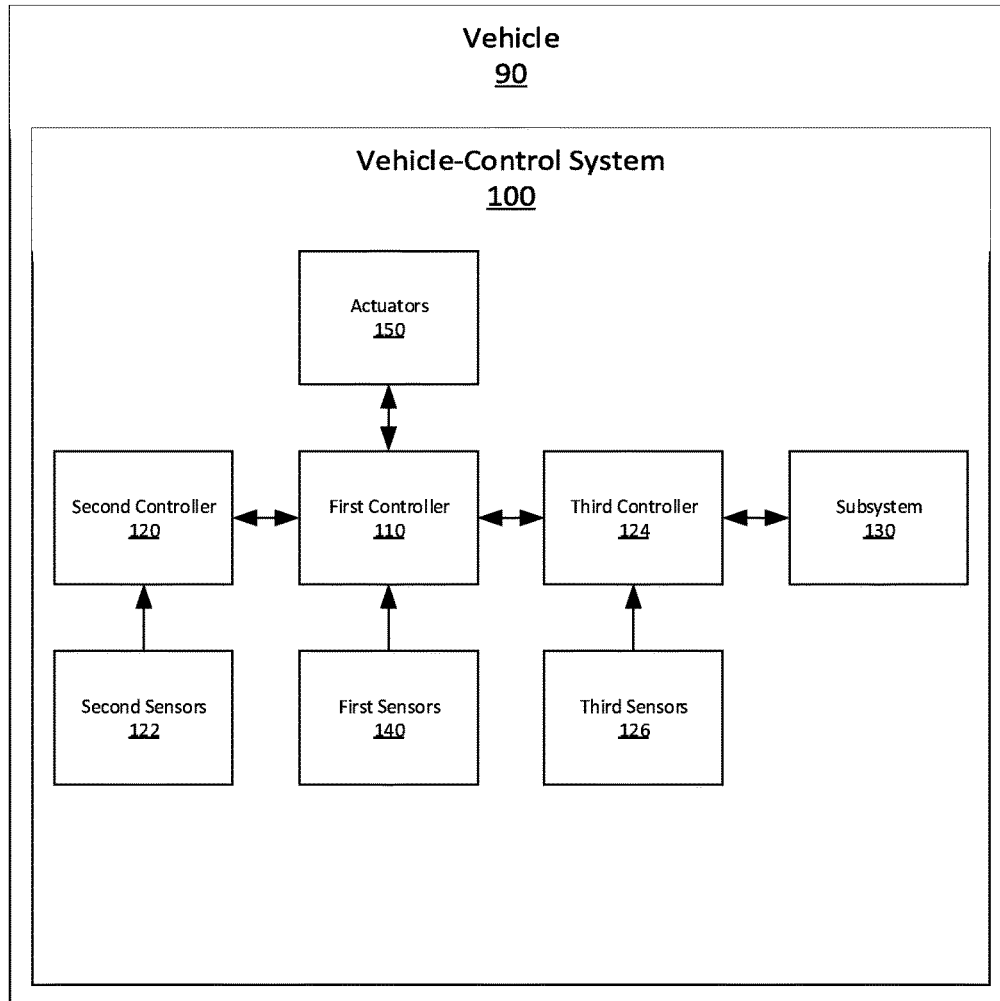 Vehicle
90
Vehicle-Control System
100
Actuators
150
Second Controller
120
First Controller
110
Third Controller
124
Subsystem
130
Second Sensors
122
First Sensors
140
Third Sensors
126